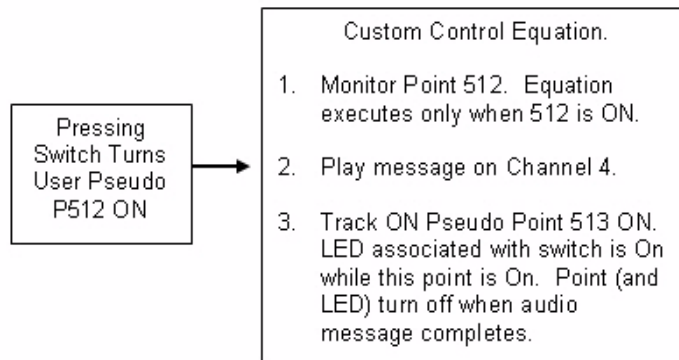 Pressing
Switch Turns
User Pseudo
P512 ON
Custom Control Equation.
1. Monitor Point 512. Equation
executes only when 512 is ON.
2. Play message on Channel 4.
3. Track ON Pseudo Point 513 ON.
LED associated with switch is On
while this point is On. Point (and
LED) turn off when audio
message completes.